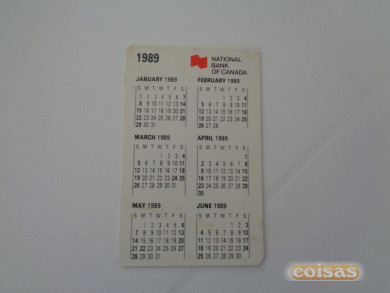 1989
NATIONAL
BANK
OF CANADA
JANUARY 1989
S M T W T F S
1 2 3 4 5 6 7
8 9 10 11 12 13 14
15 16 17 18 19 20 21
22 23 24 25 26 27 28
29 30 31
FEBRUARY 1989
S M T W T F S
1 2 3 4
5 6 7 8 9 10 11
12 13 14 15 16 17 18
19 20 21 22 23 24 25
26 27 28
MARCH 1989
S M T W T F S
1 2 3 4
5 6 7 8 9 10 11
12 13 14 15 16 17 18
19 20 21 22 23 24 25
26 27 28 29 30 31
APRIL 1989
S M T W T F S
1
2 3 4 5 6 7 8
9 10 11 12 13 14 15
16 17 18 19 20 21 22
23 24 25 26 27 28 29
30
MAY 1989
S M T W T F S
1 2 3 4 5 6
7 8 9 10 11 12 13
14 15 16 17 18 19 20
21 22 23 24 25 26 27
28 29 30 31
JUNE 1989
S M T W T F S
1 2 3
4 5 6 7 8 9 10
11 12 13 14 15 16 17
18 19 20 21 22 23 24
25 26 27 28 29 30
coisas